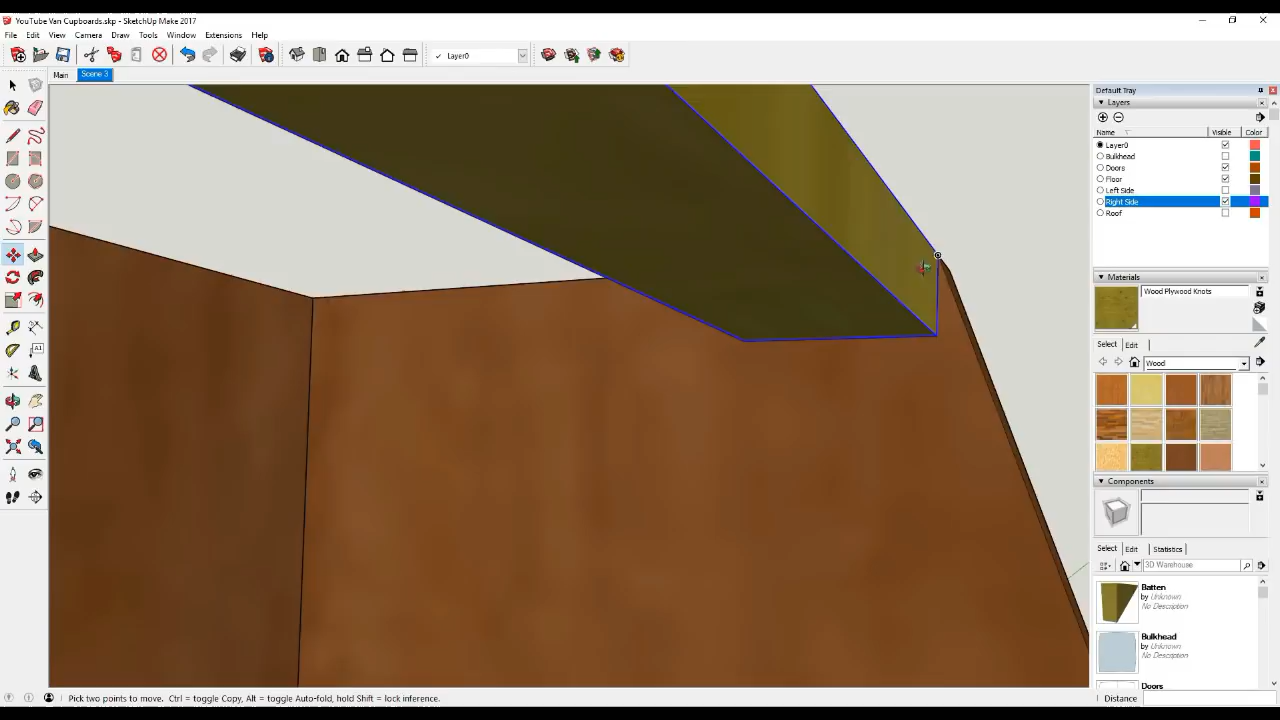 YouTube Van Cupboards.skp - SketchUp Make 2017
File Edit View Camera Draw Tools Window Extensions Help
Layer0
Main Scene 3
Default Tray
Layers
Name Visible Color
Layer0
Bulkhead
Doors
Floor
Left Side
Right Side
Roof
Materials
Wood Plywood Knots
Select Edit
Wood
Components
Select Edit Statistics
3D Warehouse
Batten
by Unknown
No Description
Bulkhead
by Unknown
No Description
Doors
Pick two points to move. Ctrl = toggle Copy, Alt = toggle Auto-fold, hold Shift = lock inference.
Distance